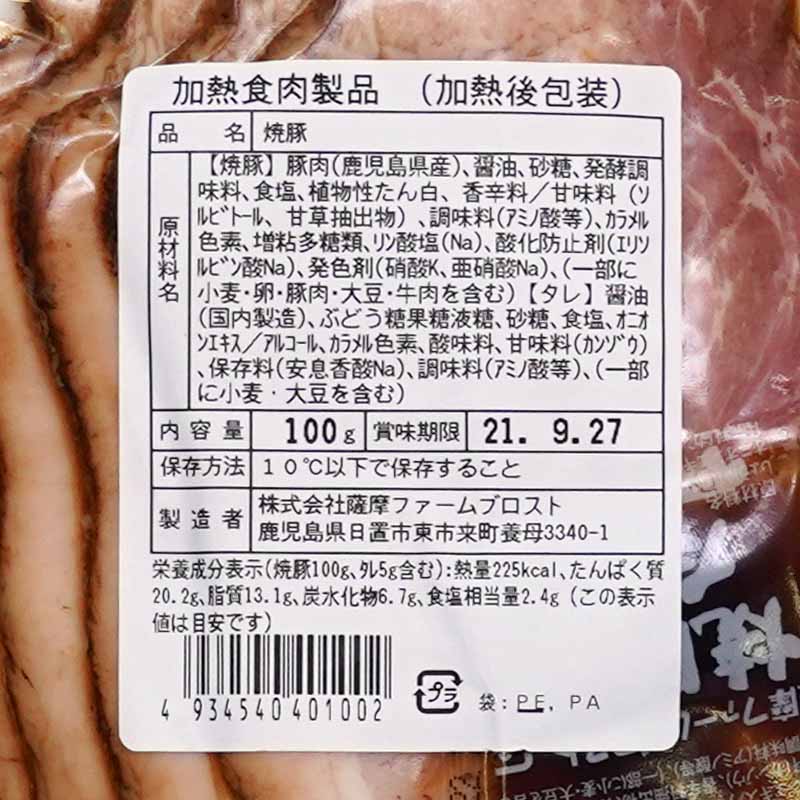 加熱食肉製品 (加熱後包装)
品名 焼豚
原材料名
【焼豚】豚肉(鹿児島県産)、醤油、砂糖、発酵調
味料、食塩、植物性たん白、香辛料/甘味料(ソ
ルビトール、甘草抽出物)、調味料(アミノ酸等)、カラメル
色素、増粘多糖類、リン酸塩(Na)、酸化防止剤(エリソ
ルビン酸Na)、発色剤(硝酸K、亜硝酸Na)、(一部に
小麦・卵・豚肉・大豆・牛肉を含む)【タレ】醤油
(国内製造)、ぶどう糖果糖液糖、砂糖、食塩、オニオ
ンエキス/アルコール、カラメル色素、酸味料、甘味料(カンゾウ)
、保存料(安息香酸Na)、調味料(アミノ酸等)、(一部
に小麦・大豆を含む)
内容量 100g 賞味期限 21. 9.27
保存方法 10℃以下で保存すること
製造者 株式会社薩摩ファームブロスト
鹿児島県日置市東市来町養母3340-1
栄養成分表示(焼豚100g、タレ5g含む):熱量225kcal、たんぱく質
20.2g、脂質13.1g、炭水化物6.7g、食塩相当量2.4g(この表示
値は目安です)
4 934540 401002
プラ 袋:PE, PA